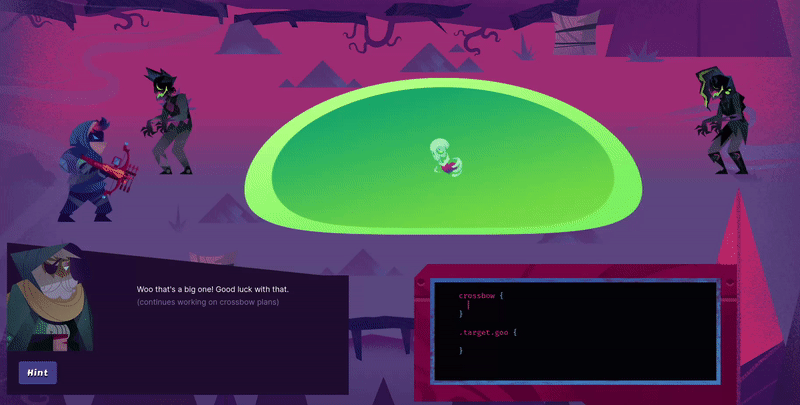 Woo that's a big one! Good luck with that.
(continues working on crossbow plans)
Hint
crossbow {
}
.target.goo {
}